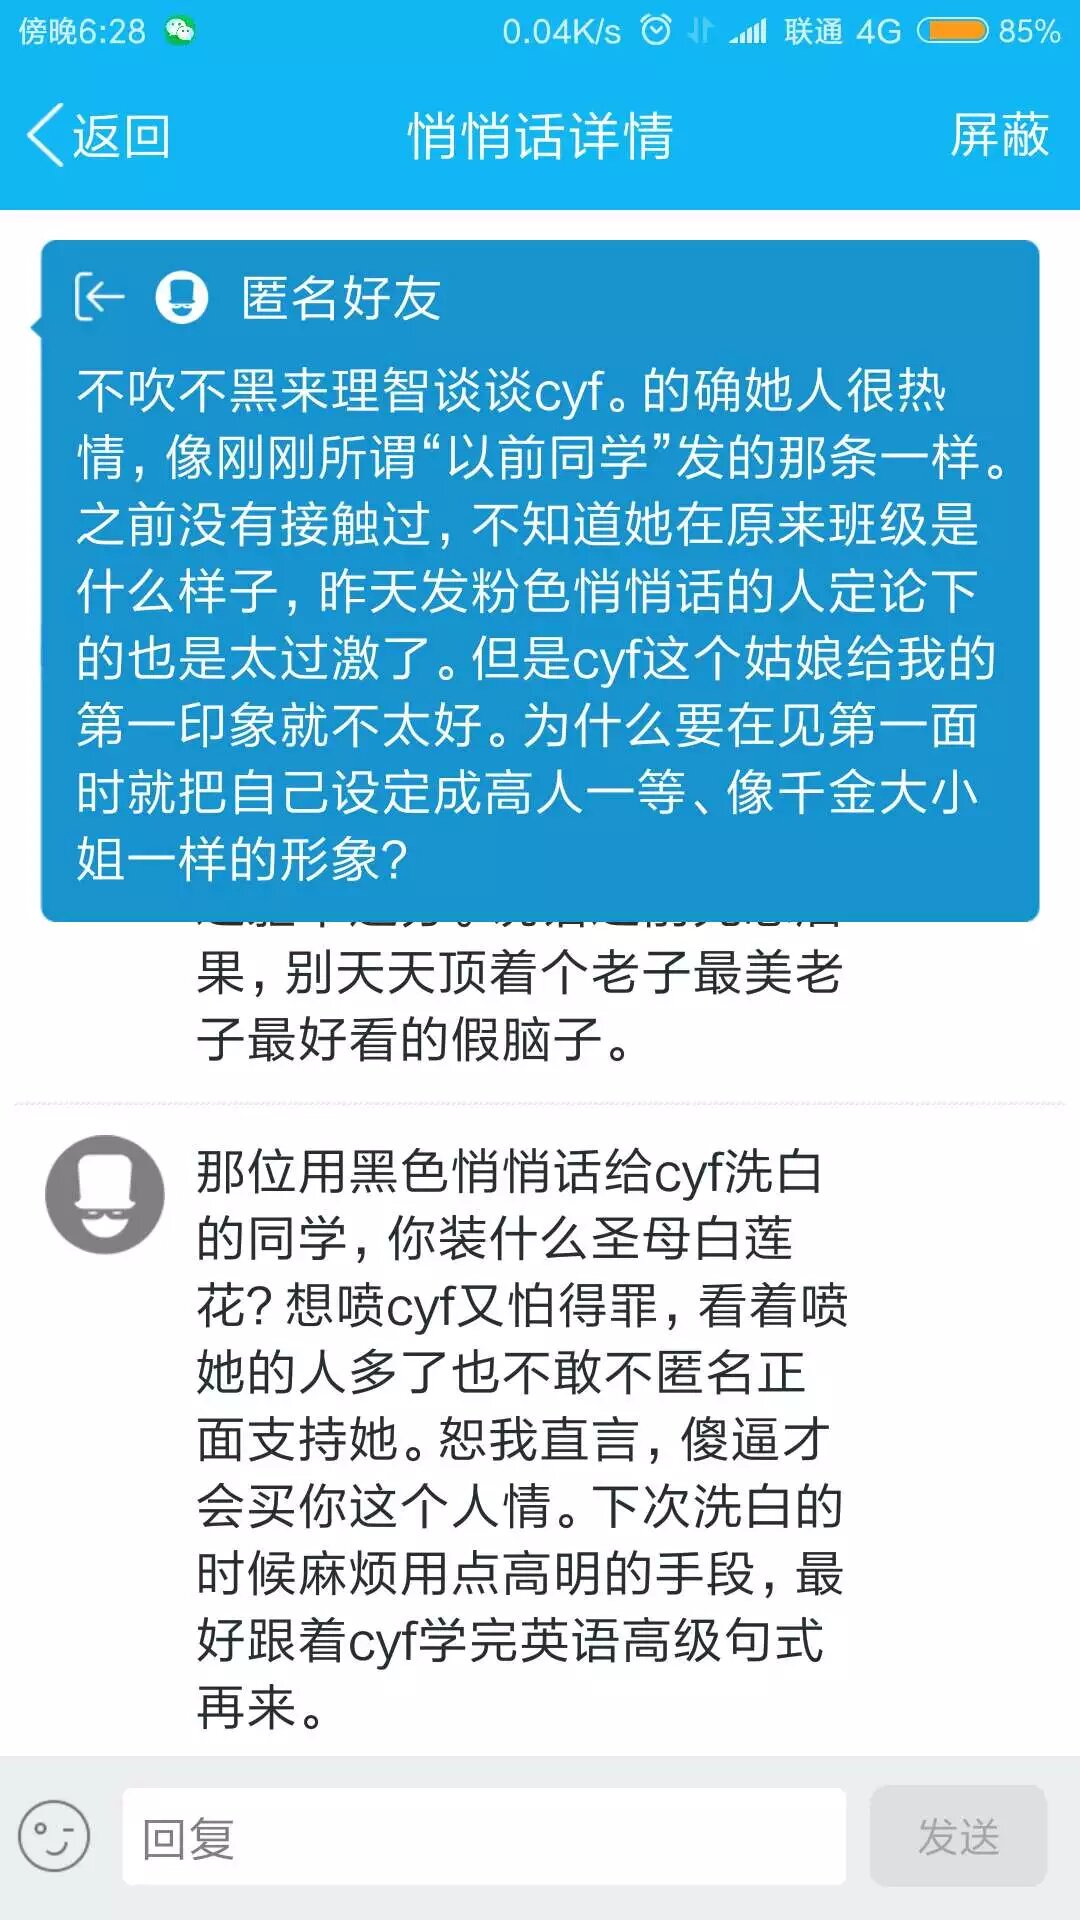 傍晚6:28 0.04K/s 联通 4G 85%
返回 悄悄话详情 屏蔽
匿名好友
不吹不黑来理智谈谈cyf。的确她人很热
情，像刚刚所谓“以前同学”发的那条一样。
之前没有接触过，不知道她在原来班级是
什么样子，昨天发粉色悄悄话的人定论下
的也是太过激了。但是cyf这个姑娘给我的
第一印象就不太好。为什么要在见第一面
时就把自己设定成高人一等、像千金大小
姐一样的形象？
果，别天天顶着个老子最美老
子最好看的假脑子。
那位用黑色悄悄话给cyf洗白
的同学，你装什么圣母白莲
花？想喷cyf又怕得罪，看着喷
她的人多了也不敢不匿名正
面支持她。恕我直言，傻逼才
会买你这个人情。下次洗白的
时候麻烦用点高明的手段，最
好跟着cyf学完英语高级句式
再来。
回复 发送